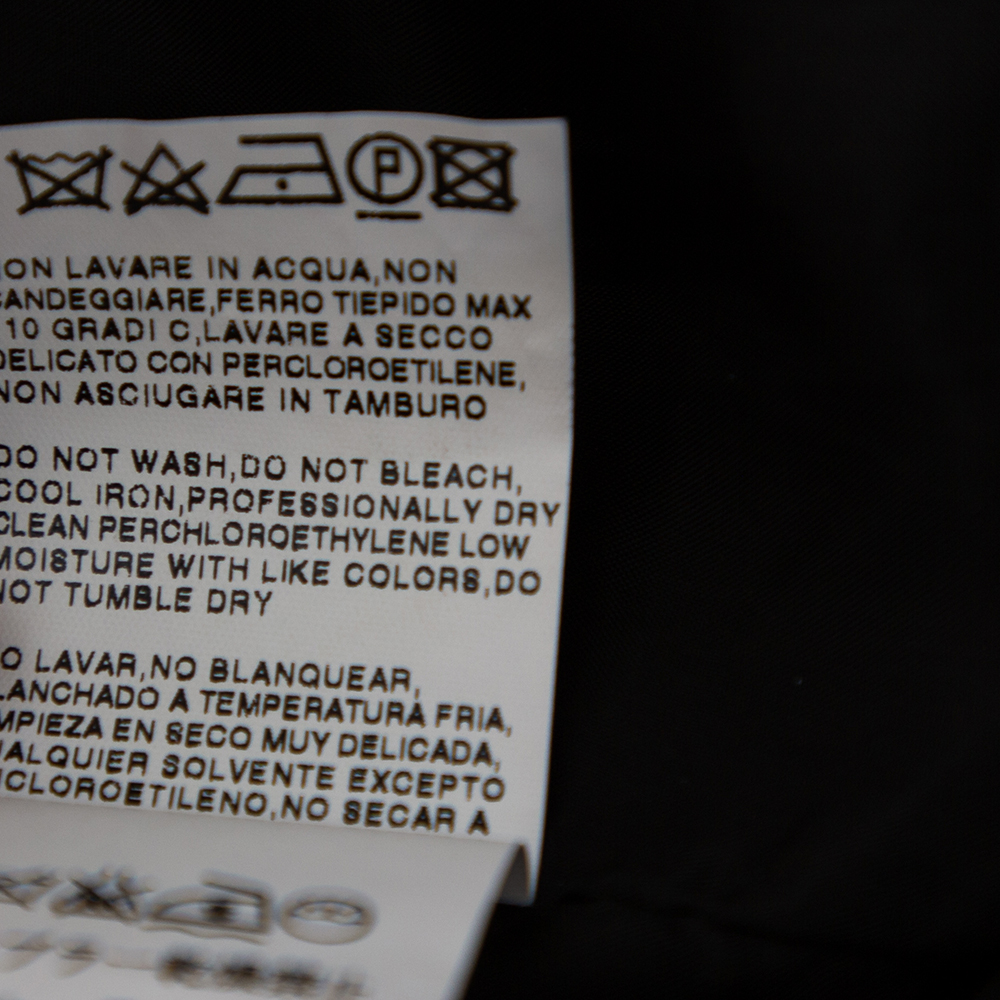 P
ON LAVARE IN ACQUA,NON
CANDEGGIARE,FERRO TIEPIDO MAX
10 GRADI C,LAVARE A SECCO
DELICATO CON PERCLOROETILENE,
NON ASCIUGARE IN TAMBURO
DO NOT WASH,DO NOT BLEACH,
COOL IRON,PROFESSIONALLY DRY
CLEAN PERCHLOROETHYLENE LOW
MOISTURE WITH LIKE COLORS,DO
NOT TUMBLE DRY
O LAVAR,NO BLANQUEAR,
LANCHADO A TEMPERATURA FRIA,
MPIEZA EN SECO MUY DELICADA,
ALQUIER SOLVENTE EXCEPTO
ICLOROETILENO,NO SECAR A